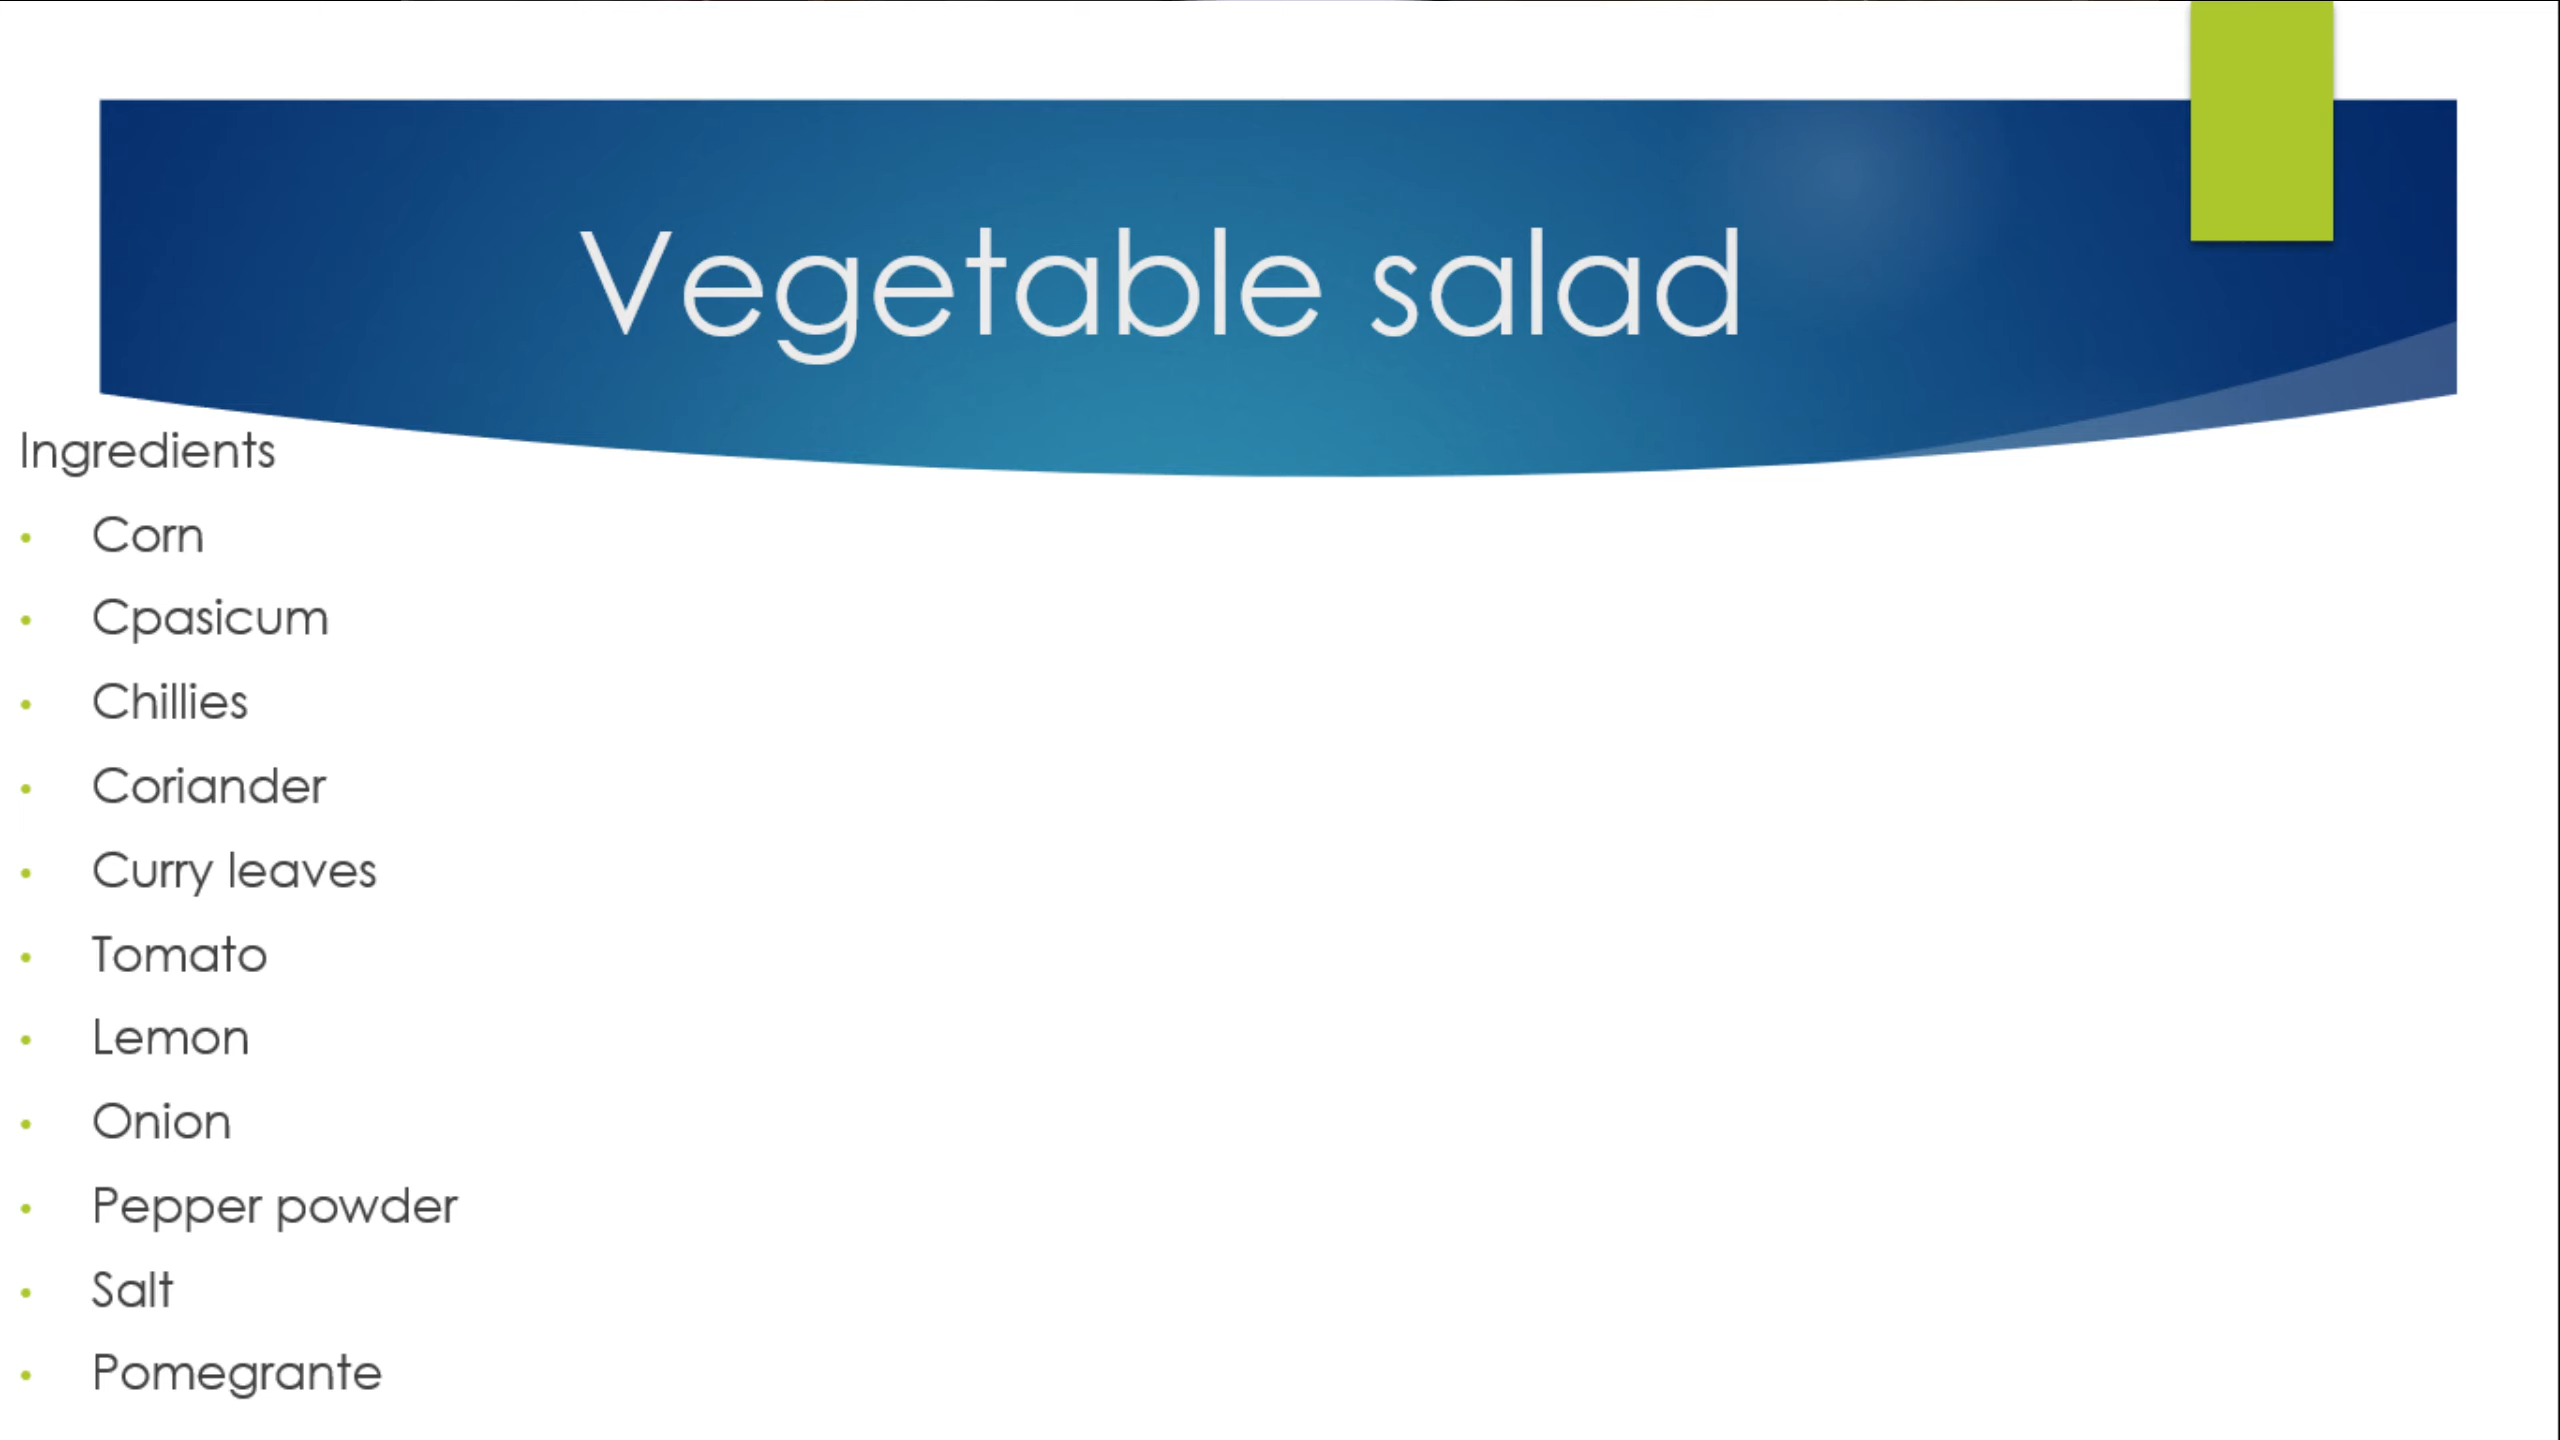 Vegetable salad
Ingredients
• Corn
• Cpasicum
• Chillies
• Coriander
• Curry leaves
• Tomato
• Lemon
• Onion
• Pepper powder
• Salt
• Pomegrante